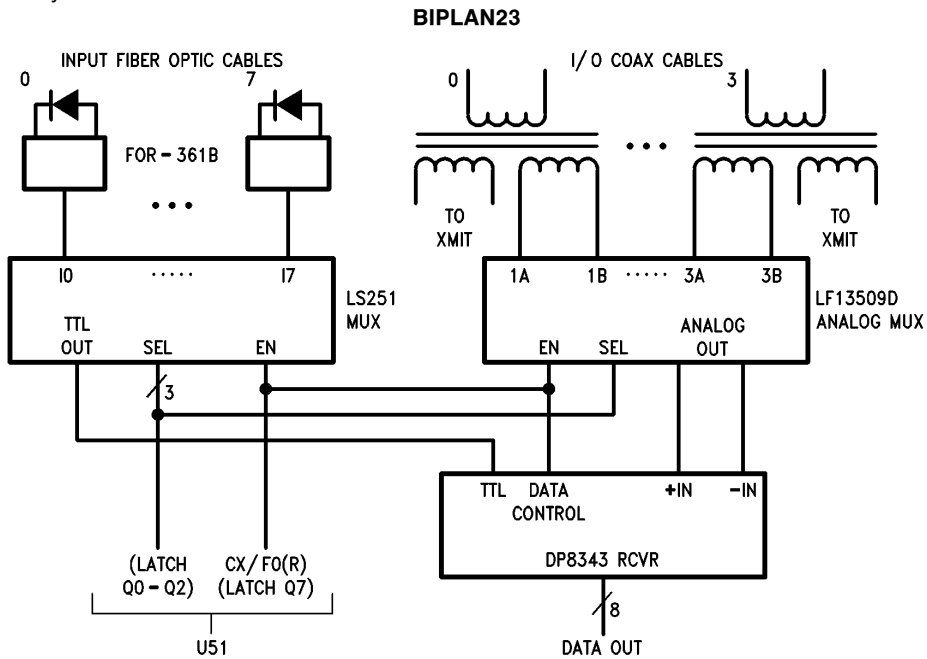 BIPLAN23
INPUT FIBER OPTIC CABLES
0
7
I/O COAX CABLES
0
3
FOR-361B
•••
•••
TO
XMIT
TO
XMIT
I0 ..... I7
LS251
MUX
TTL
OUT
SEL
EN
1A
1B ..... 3A
3B
LF13509D
ANALOG MUX
EN
SEL
ANALOG
OUT
3
TTL
DATA
CONTROL
+IN
-IN
DP8343 RCVR
(LATCH
Q0-Q2)
CX/FO(R)
(LATCH Q7)
U51
8
DATA OUT